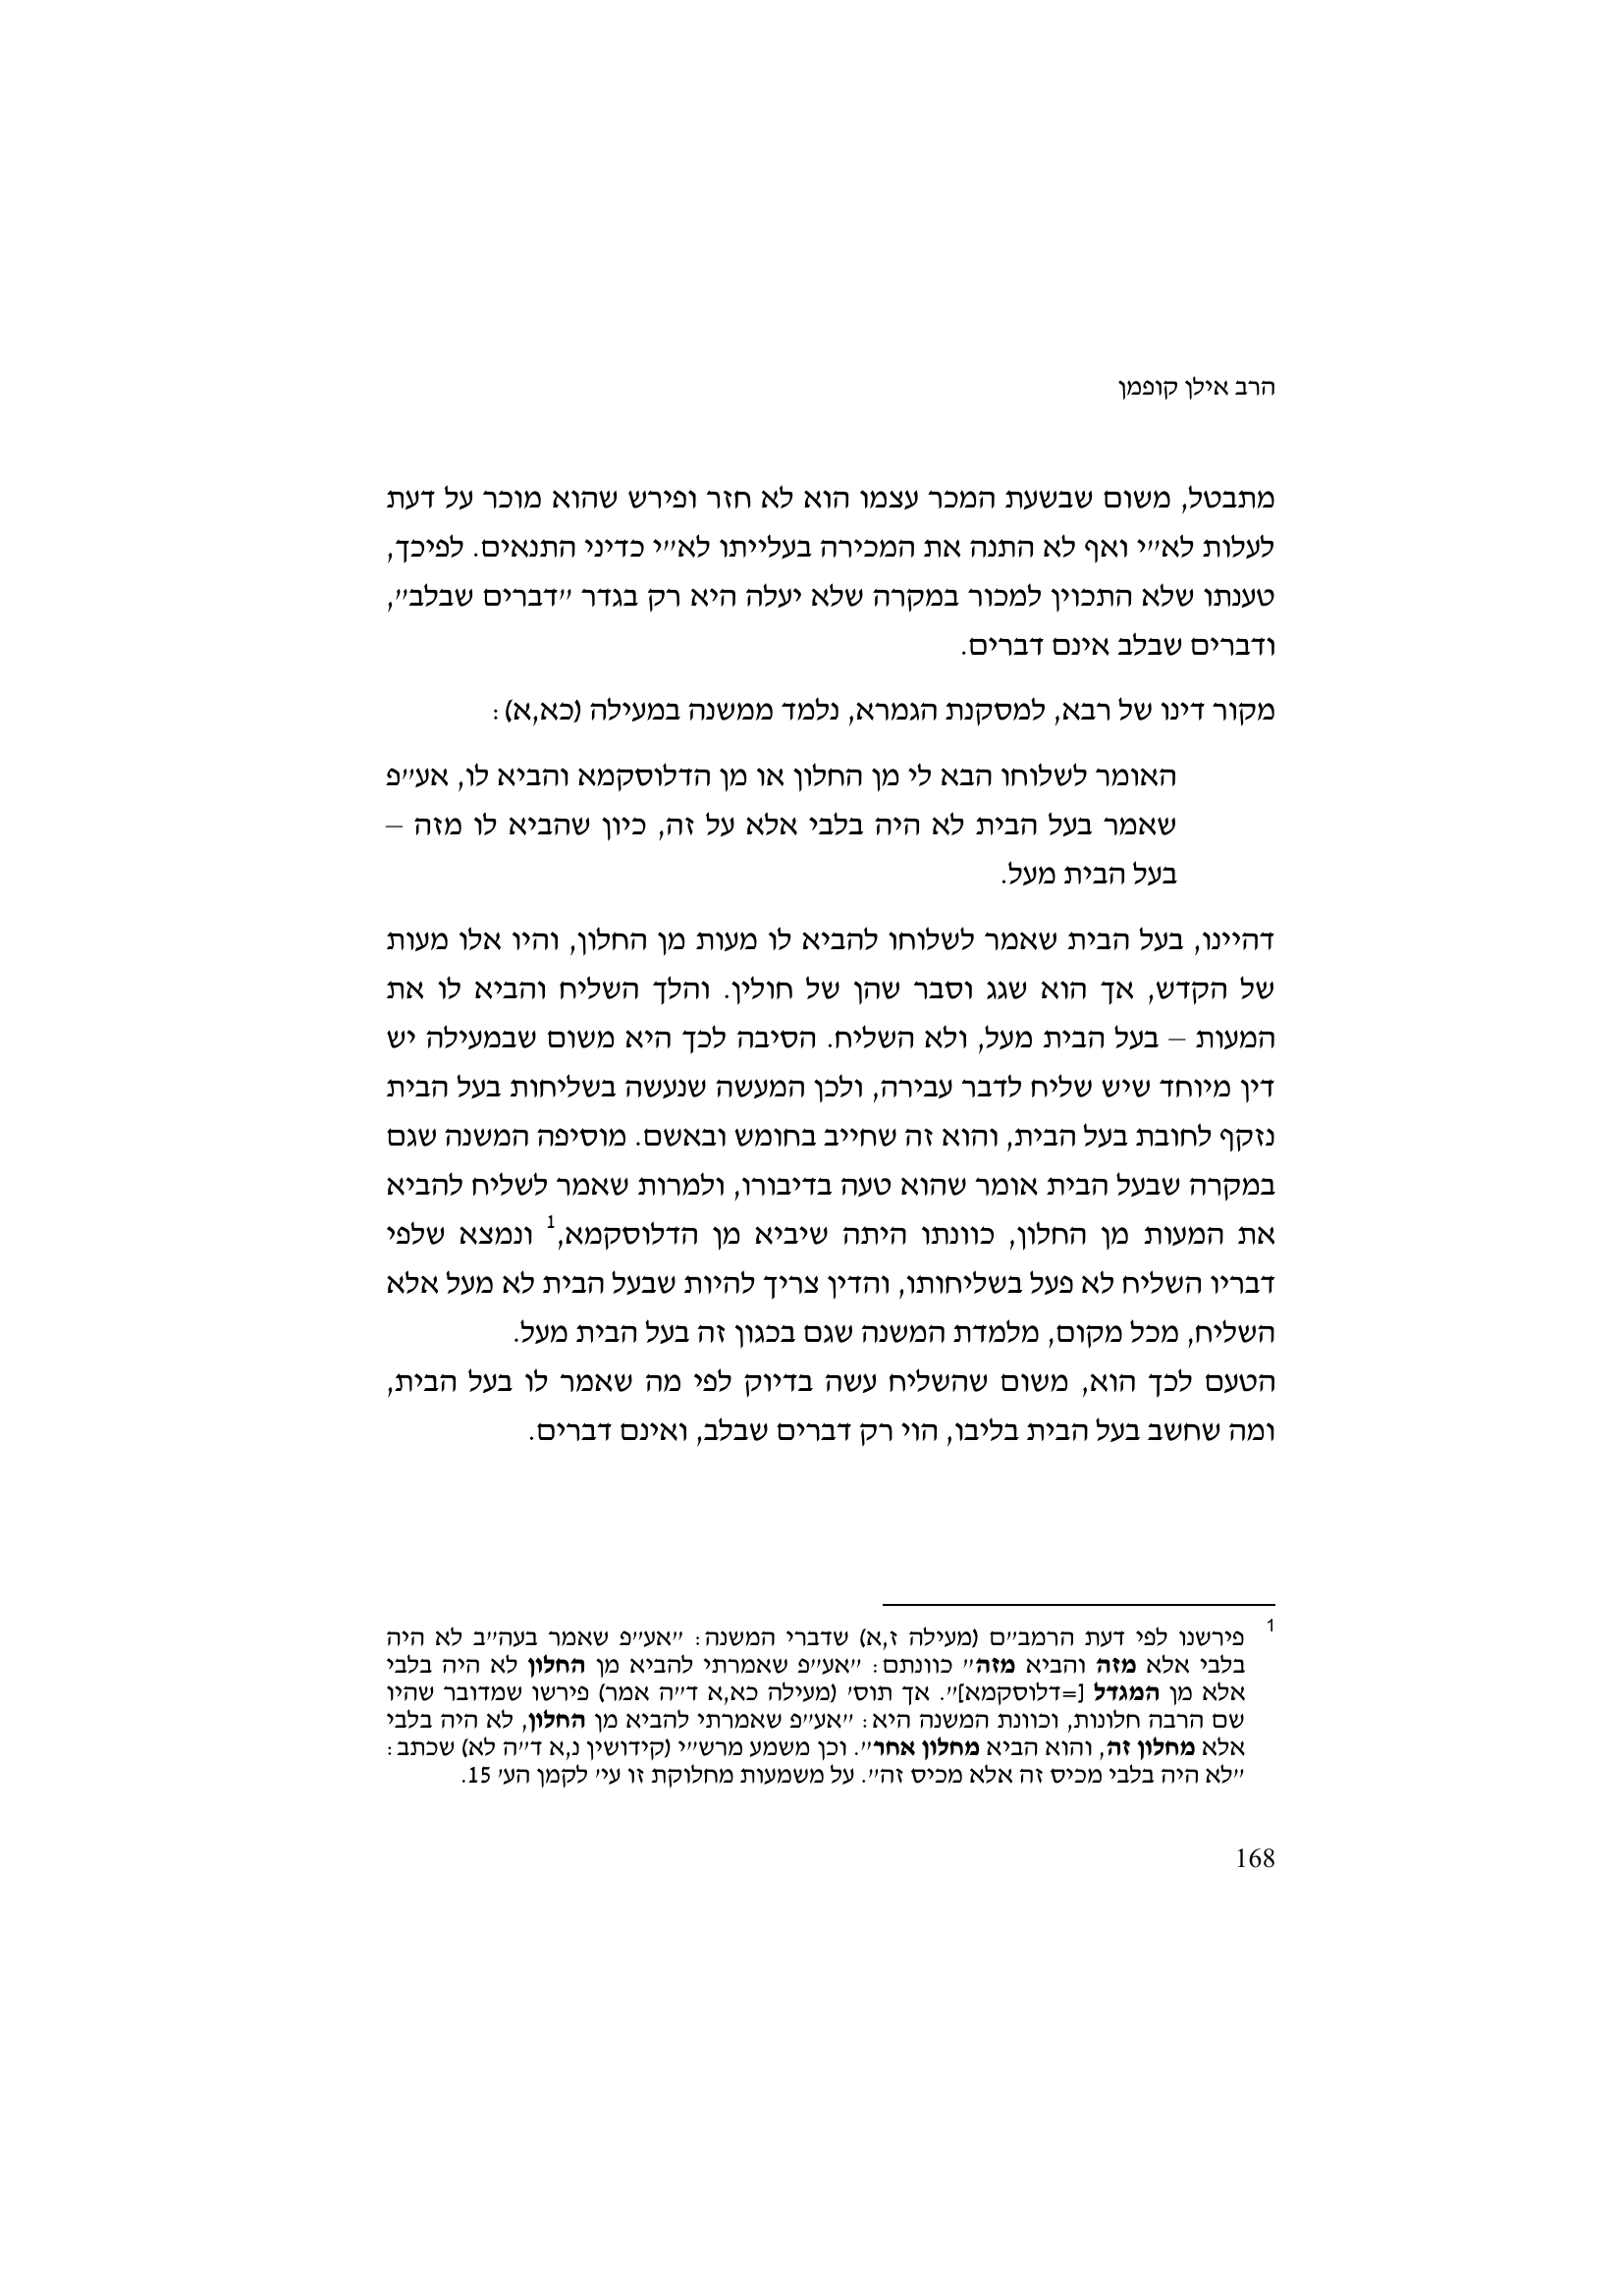 הרב אילן קופמן
מתבטל, משום שבשעת המכר עצמו הוא לא חזר ופירש שהוא מוכר על דעת
לעלות לא״י ואף לא התנה את המכירה בעלייתו לא״י כדיני התנאים. לפיכך,
טענתו שלא התכוין למכור במקרה שלא יעלה היא רק בגדר ״דברים שבלב״,
ודברים שבלב אינם דברים.
מקור דינו של רבא, למסקנת הגמרא, נלמד ממשנה במעילה (כא,א):
האומר לשלוחו הבא לי מן החלון או מן הדלוסקמא והביא לו, אע״פ
שאמר בעל הבית לא היה בלבי אלא על זה, כיון שהביא לו מזה –
בעל הבית מעל.
דהיינו, בעל הבית שאמר לשלוחו להביא לו מעות מן החלון, והיו אלו מעות
של הקדש, אך הוא שגג וסבר שהן של חולין. והלך השליח והביא לו את
המעות – בעל הבית מעל, ולא השליח. הסיבה לכך היא משום שבמעילה יש
דין מיוחד שיש שליח לדבר עבירה, ולכן המעשה שנעשה בשליחות בעל הבית
נזקף לחובת בעל הבית, והוא זה שחייב בחומש ובאשם. מוסיפה המשנה שגם
במקרה שבעל הבית אומר שהוא טעה בדיבורו, ולמרות שאמר לשליח להביא
את המעות מן החלון, כוונתו היתה שיביא מן הדלוסקמא,1 ונמצא שלפי
דבריו השליח לא פעל בשליחותו, והדין צריך להיות שבעל הבית לא מעל אלא
השליח, מכל מקום, מלמדת המשנה שגם בכגון זה בעל הבית מעל.
הטעם לכך הוא, משום שהשליח עשה בדיוק לפי מה שאמר לו בעל הבית,
ומה שחשב בעל הבית בליבו, הוי רק דברים שבלב, ואינם דברים.
1 פירשנו לפי דעת הרמב״ם (מעילה ז,א) שדברי המשנה: ״אע״פ שאמר בעה״ב לא היה
בלבי אלא מזה והביא מזה״ כוונתם: ״אע״פ שאמרתי להביא מן החלון לא היה בלבי
אלא מן המגדל [=דלוסקמא]״. אך תוס׳ (מעילה כא,א ד״ה אמר) פירשו שמדובר שהיו
שם הרבה חלונות, וכוונת המשנה היא: ״אע״פ שאמרתי להביא מן החלון, לא היה בלבי
אלא מחלון זה, והוא הביא מחלון אחר״. וכן משמע מרש״י (קידושין נ,א ד״ה לא) שכתב:
״לא היה בלבי מכיס זה אלא מכיס זה״. על משמעות מחלוקת זו עי׳ לקמן הע׳ 15.
168